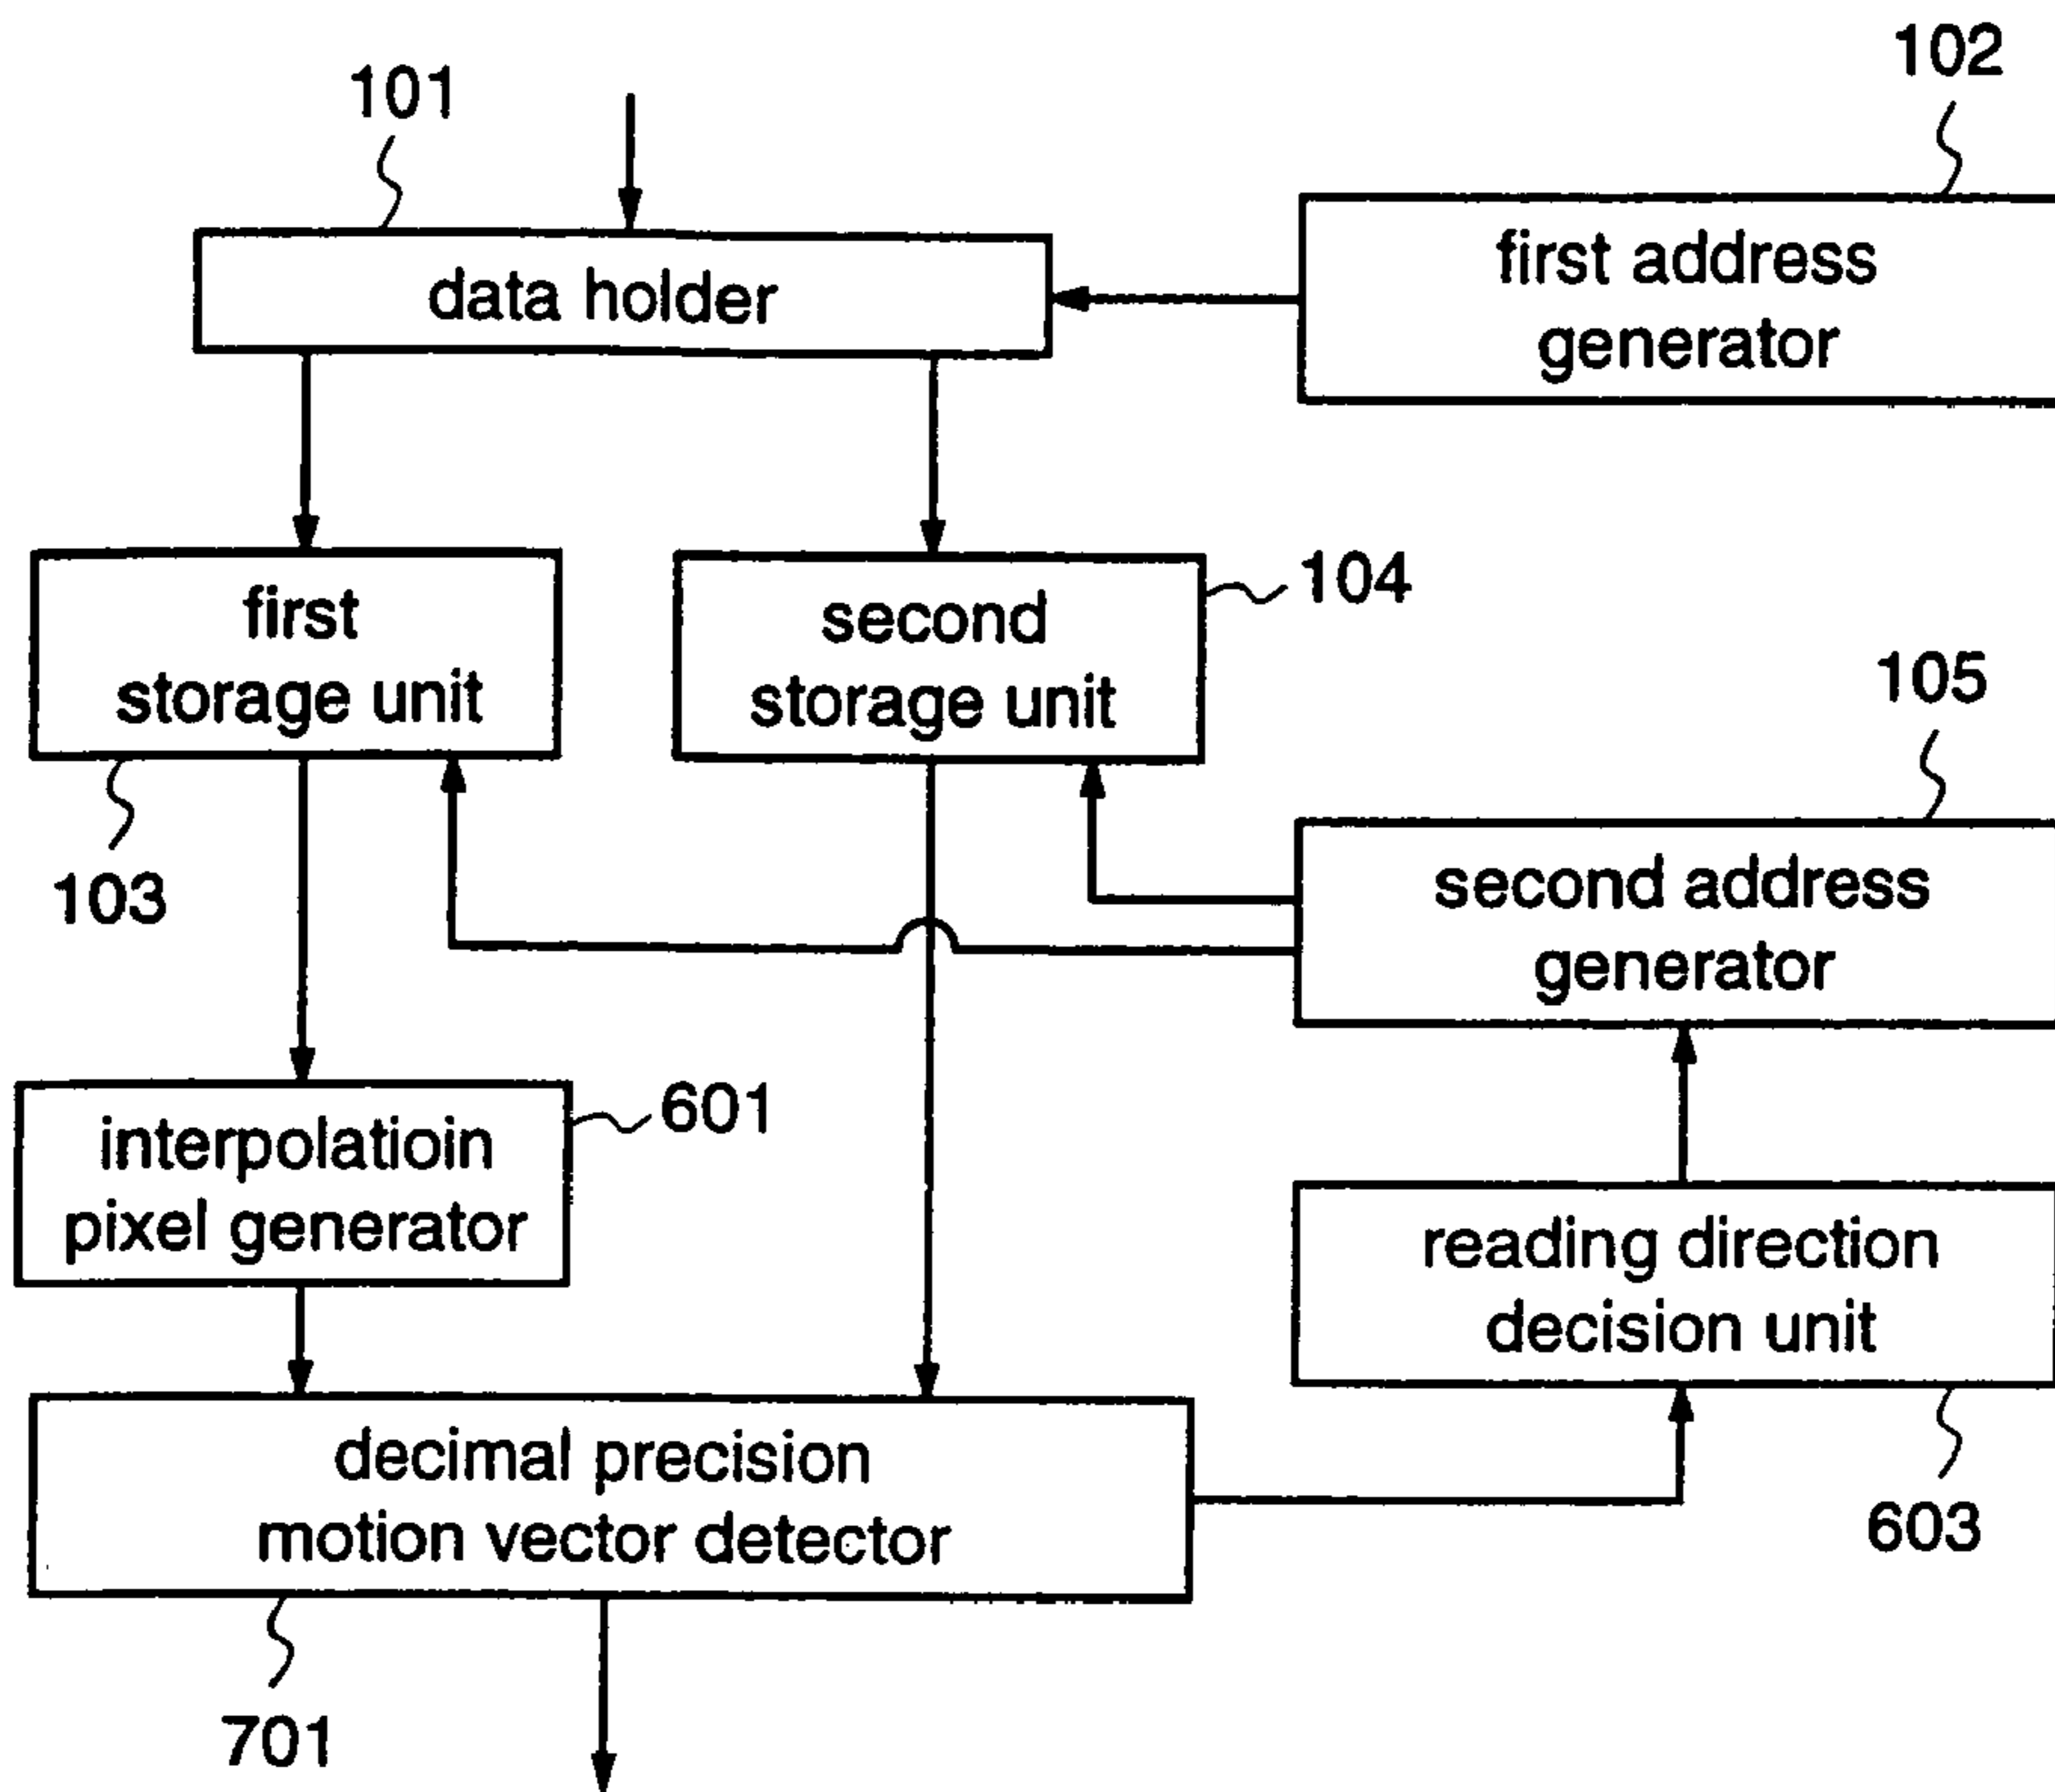 102
101
first address
generator
data holder
first
storage unit
second
storage unit
104
105
103
second address
generator
interpolatioin
pixel generator
601
reading direction
decision unit
decimal precision
motion vector detector
603
701